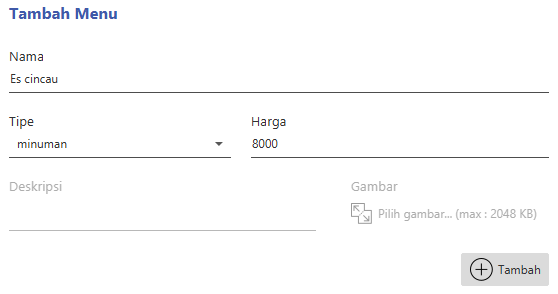 Tambah Menu
Nama
Es cincau
Tipe
Harga
minuman
8000
Deskripsi
Gambar
Pilih gambar... (max : 2048 KB)
Tambah